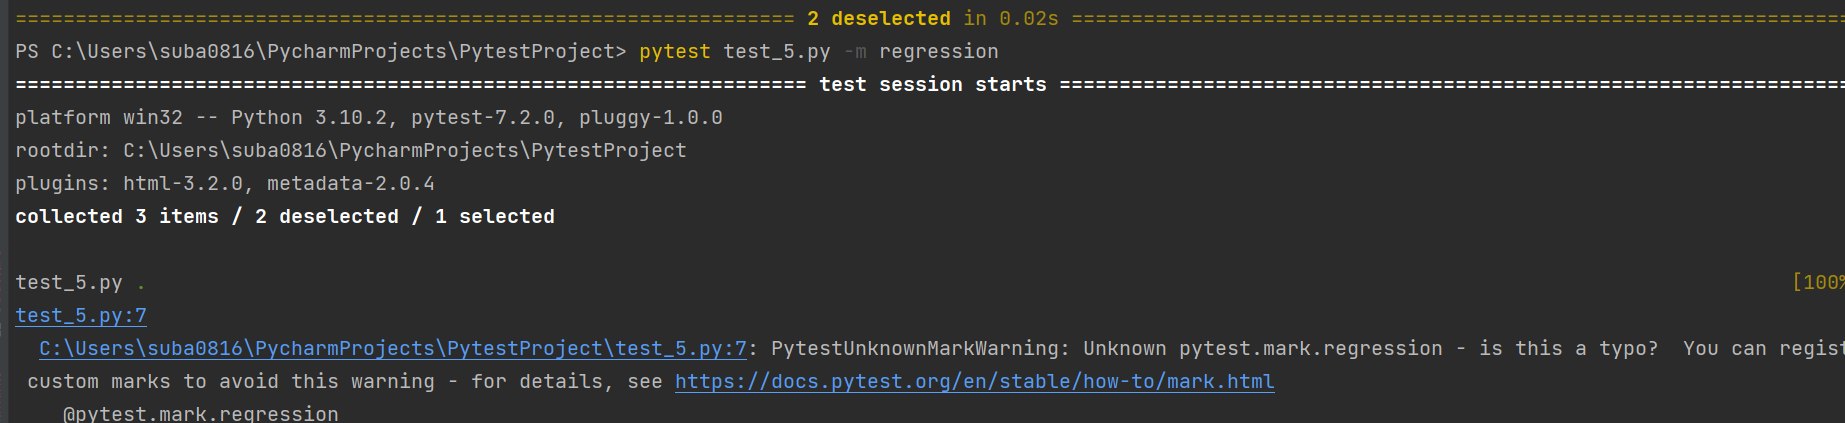 ================================================================= 2 deselected in 0.02s =================================================================
PS C:\Users\suba0816\PycharmProjects\PytestProject> pytest test_5.py -m regression
================================================================== test session starts ==================================================================
platform win32 -- Python 3.10.2, pytest-7.2.0, pluggy-1.0.0
rootdir: C:\Users\suba0816\PycharmProjects\PytestProject
plugins: html-3.2.0, metadata-2.0.4
collected 3 items / 2 deselected / 1 selected
test_5.py . [100%
test_5.py:7
C:\Users\suba0816\PycharmProjects\PytestProject\test_5.py:7: PytestUnknownMarkWarning: Unknown pytest.mark.regression - is this a typo?  You can regist
custom marks to avoid this warning - for details, see https://docs.pytest.org/en/stable/how-to/mark.html
@pytest.mark.regression